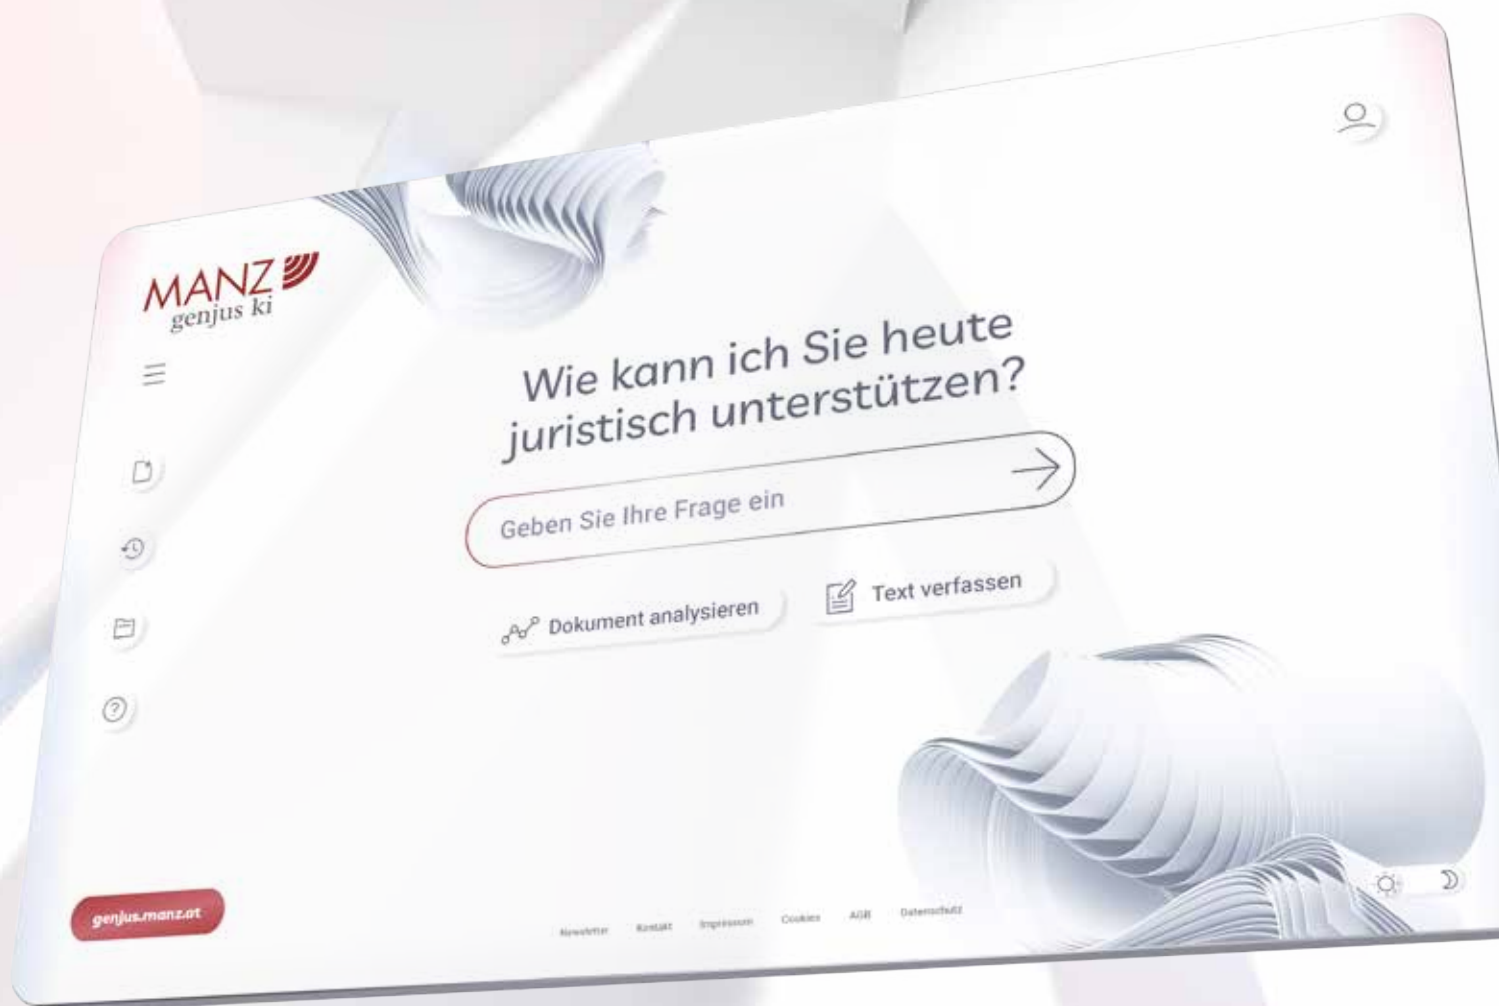 MANZ
genjus ki
Wie kann ich Sie heute
juristisch unterstützen?
Geben Sie Ihre Frage ein
Dokument analysieren
Text verfassen
genjus.manz.at
Newsletter Kontakt Impressum Cookies AGB Datenschutz